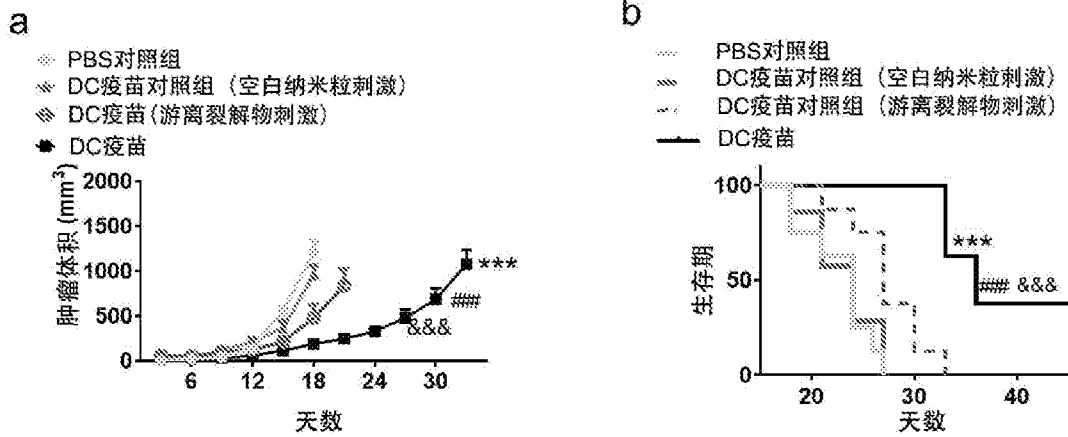 a
PBS对照组
DC疫苗对照组（空白纳米粒刺激）
DC疫苗(游离裂解物刺激）
DC疫苗
肿瘤体积 (mm³)
2000
1500
1000
500
0
6
12
18
24
30
天数
***
##
&&&
b
PBS对照组
DC疫苗对照组（空白纳米粒刺激）
DC疫苗对照组（游离裂解物刺激）
DC疫苗
生存期
100
50
0
20
30
40
天数
***
## &&&